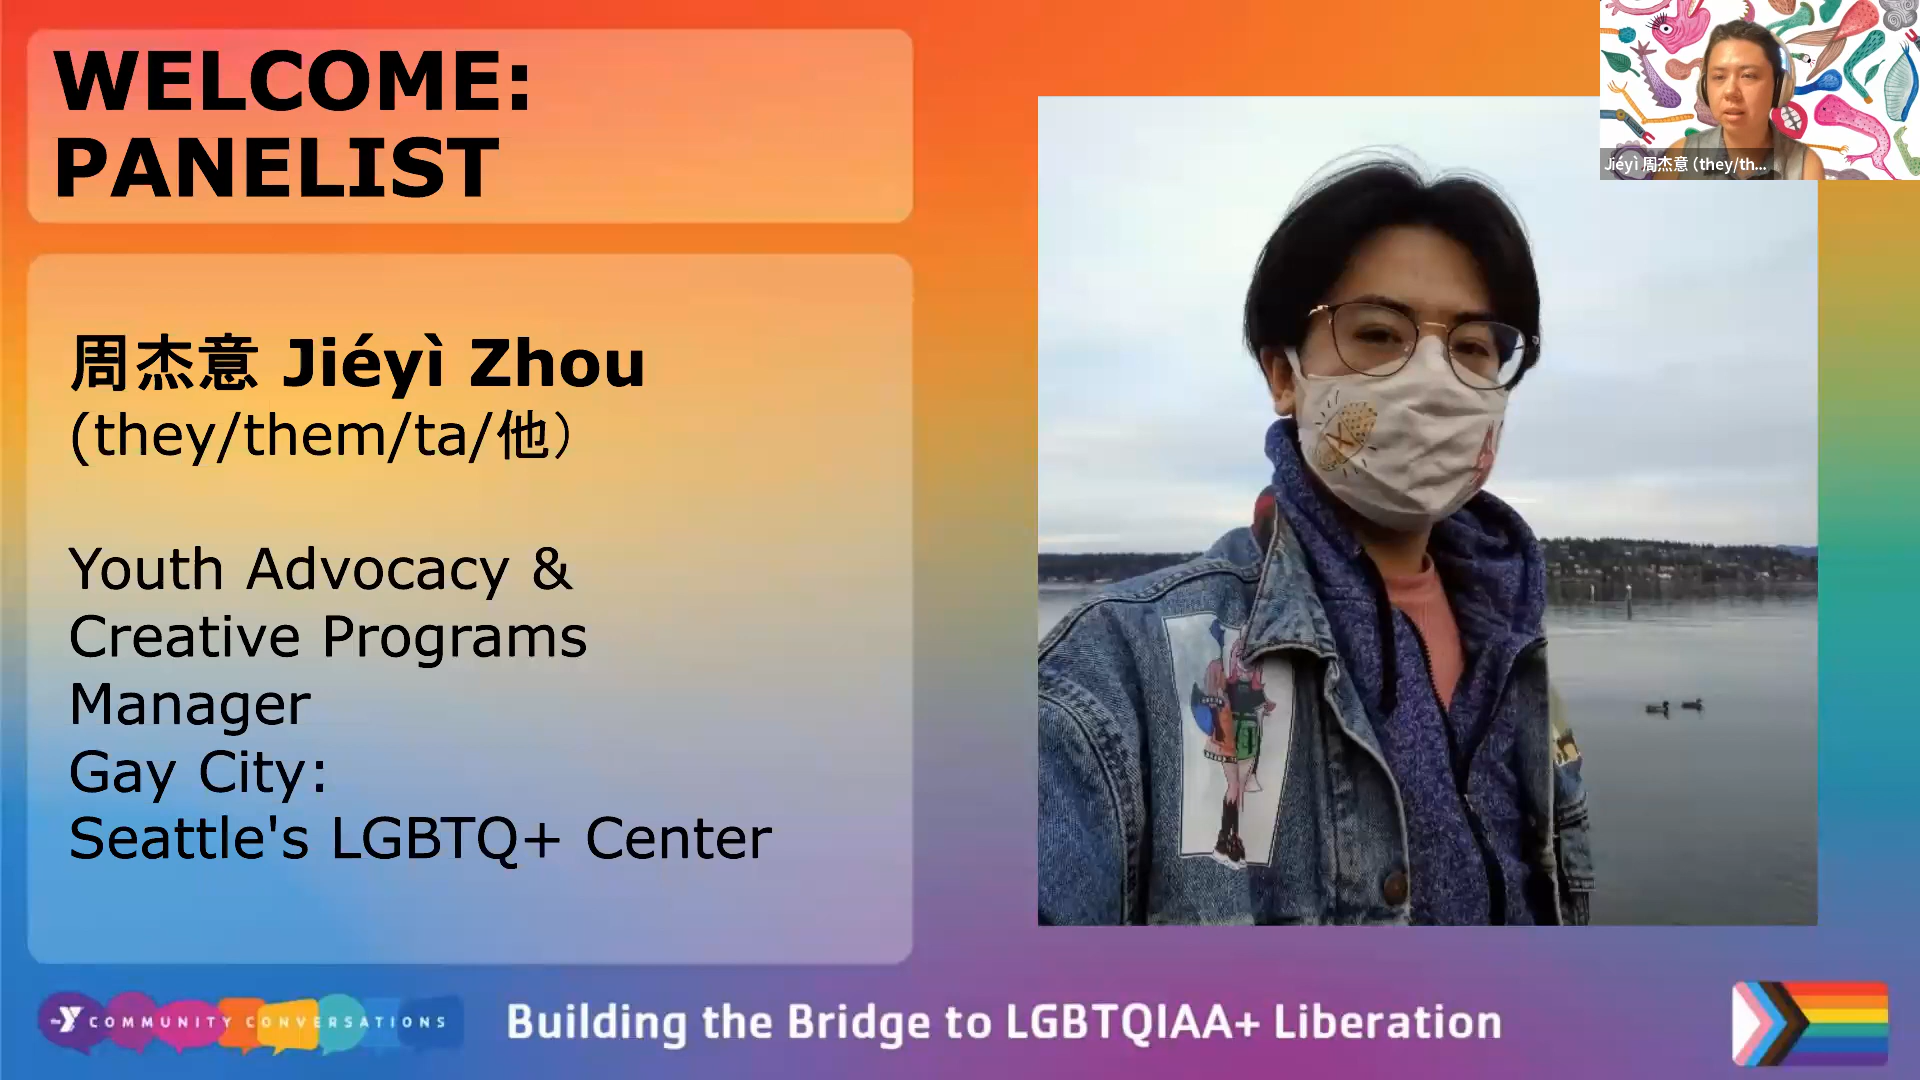 WELCOME:
PANELIST
周杰意 Jiéyì Zhou
(they/them/ta/他）
Youth Advocacy &
Creative Programs
Manager
Gay City:
Seattle's LGBTQ+ Center
Jiéyì 周杰意 (they/th...
the Y COMMUNITY CONVERSATIONS
Building the Bridge to LGBTQIAA+ Liberation